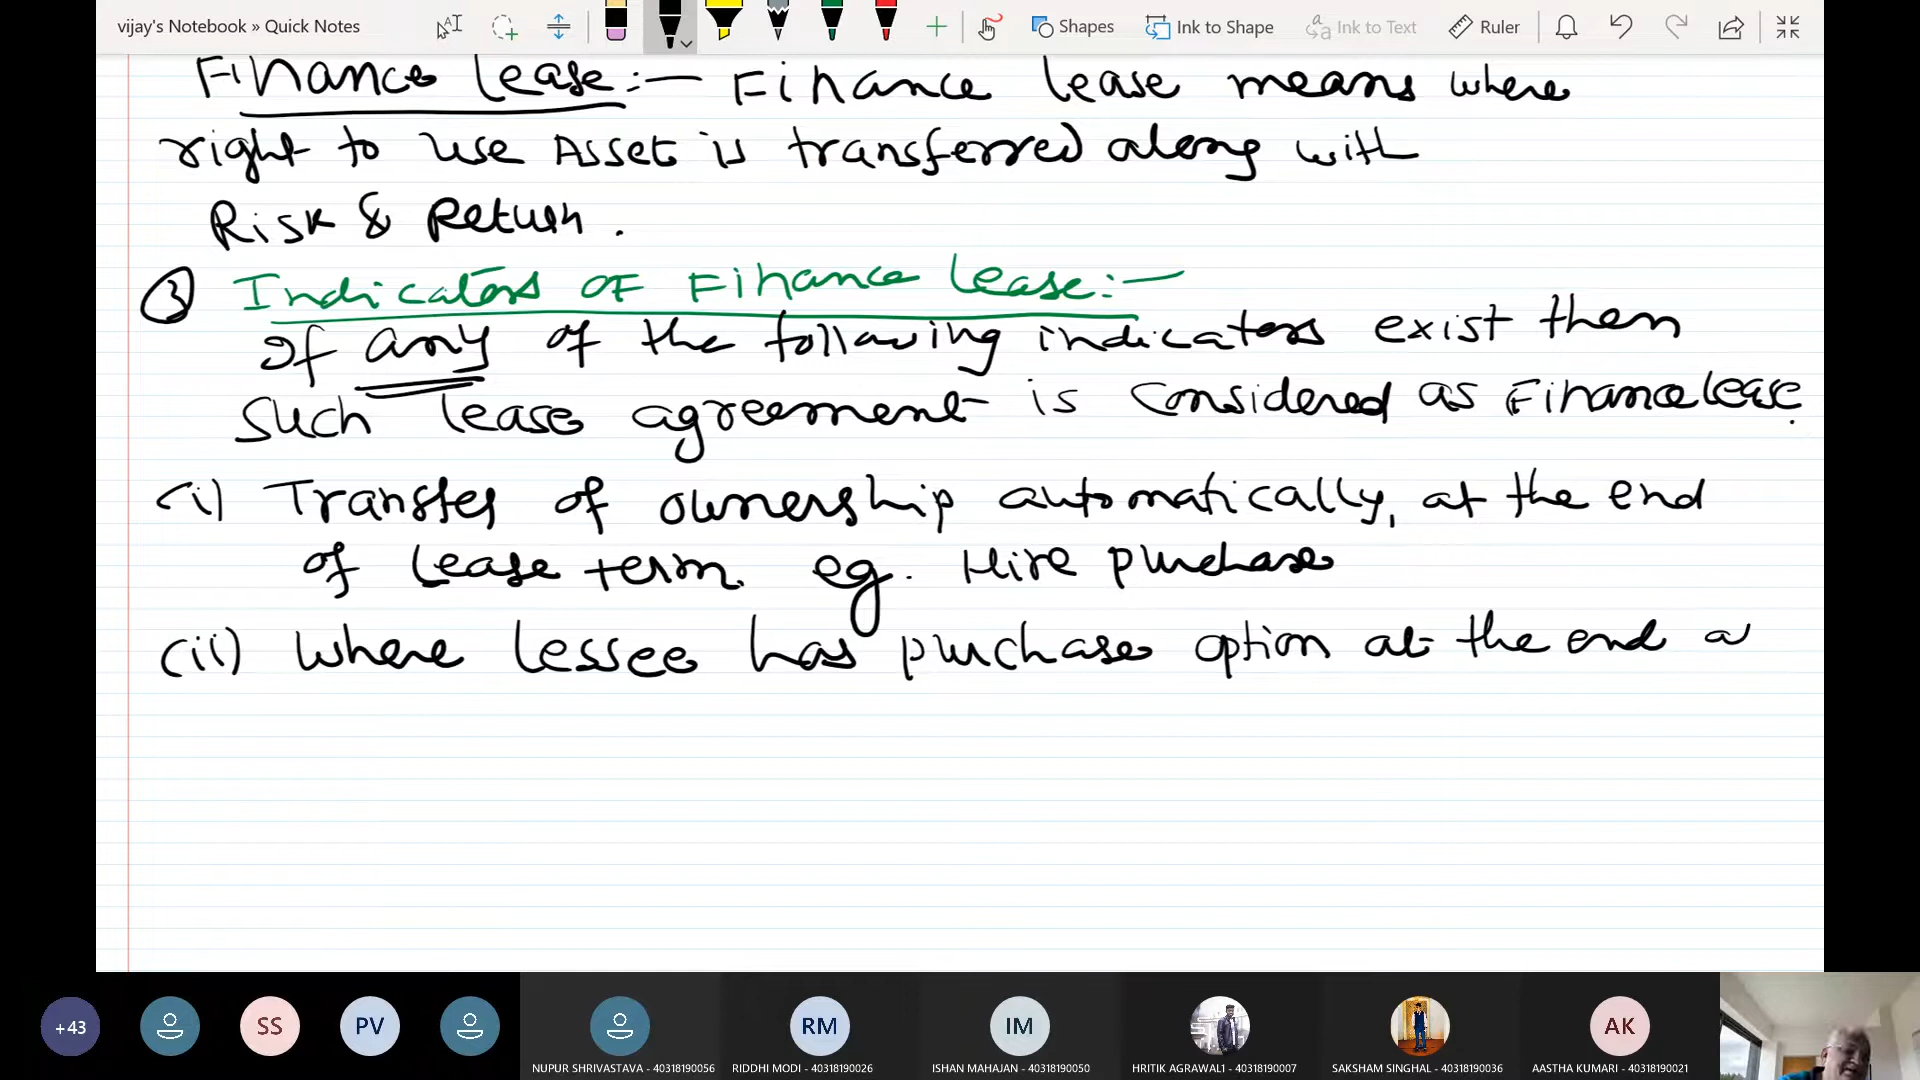 vijay's Notebook » Quick Notes
Shapes
Ink to Shape
Ink to Text
Ruler
Finance lease:— Finance lease means where
right to use Asset is transferred along with
Risk & Return.
3 Indicators of Finance lease:—
If any of the following indicators exist then
such lease agreement is considered as Finance lease.
(i) Transfer of ownership automatically, at the end
of lease term. eg. Hire purchase
(ii) Where lessee has purchase option at the end
+43
SS
PV
RM
IM
AK
NUPUR SHRIVASTAVA - 40318190056
RIDDHI MODI - 40318190026
ISHAN MAHAJAN - 40318190050
HRITIK AGRAWAL1 - 40318190007
SAKSHAM SINGHAL - 40318190036
AASTHA KUMARI - 40318190021